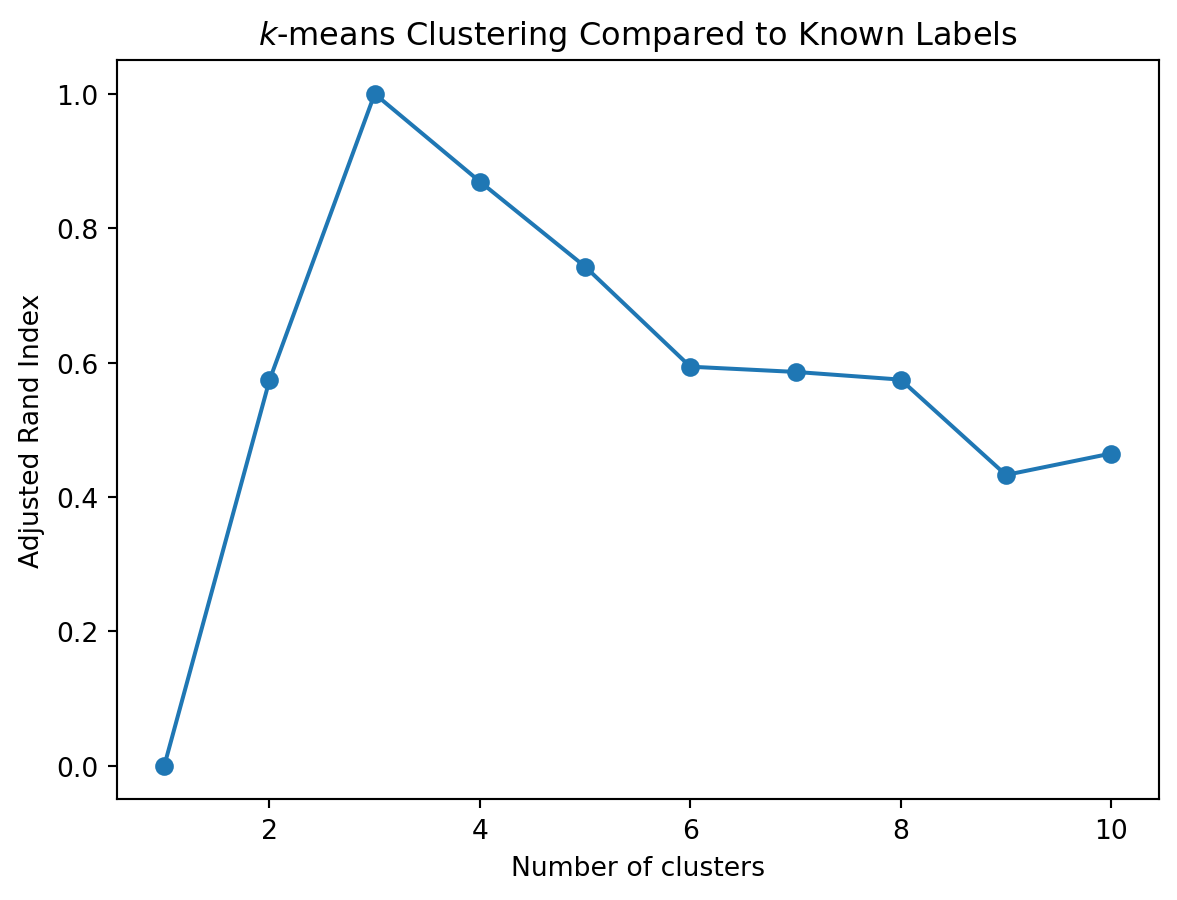 k-means Clustering Compared to Known Labels
1.0
0.8
0.6
0.4
0.2
0.0
Adjusted Rand Index
2 4 6 8 10
Number of clusters